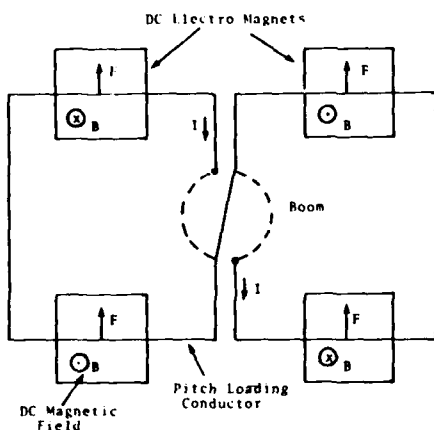 DC Electro Magnets
F
F
x
B
I
B
Boom
I
F
F
B
x
B
Pitch Loading
Conductor
DC Magnetic
Field